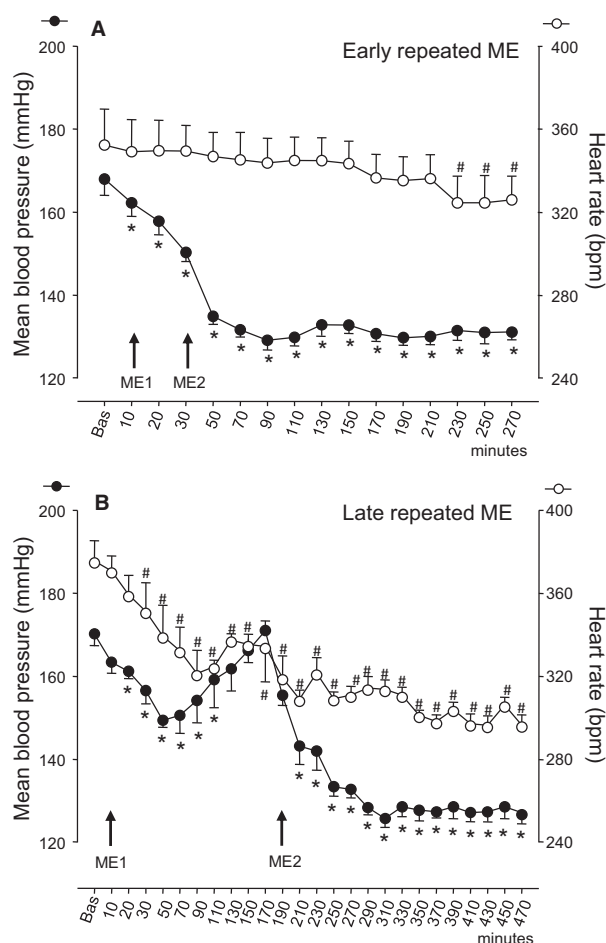 A
Early repeated ME
200
180
160
140
120
Mean blood pressure (mmHg)
400
360
320
280
240
Heart rate (bpm)
# # #
* * * * * * * * * * * * * * *
ME1 ME2
Bas 10 20 30 50 70 90 110 130 150 170 190 210 230 250 270
minutes
B
Late repeated ME
200
180
160
140
120
Mean blood pressure (mmHg)
400
360
320
280
240
Heart rate (bpm)
# # # # # # # # # # # # # # # # # # # # # # #
* * * * * * * * * * * * * * * * * * * *
ME1 ME2
Bas 10 20 30 50 70 90 110 130 150 170 190 210 230 250 270 290 310 330 350 370 390 410 430 450 470
minutes